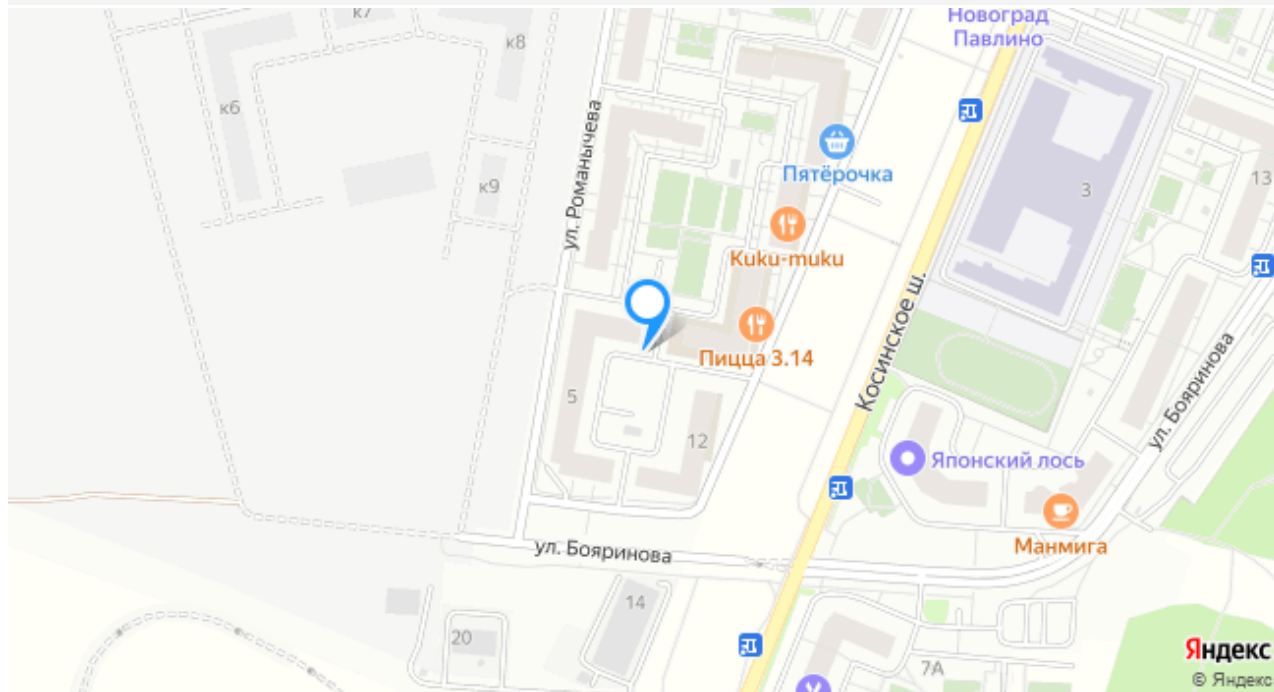 к7
к8
Новоград
Павлино
к6
ул. Романычева
Пятёрочка
к9
3
13
Kuku-muku
Пицца 3.14
Косинское ш.
ул. Бояринова
5
12
Японский лось
Манмига
ул. Бояринова
14
20
7А
Яндекс
© Яндекс